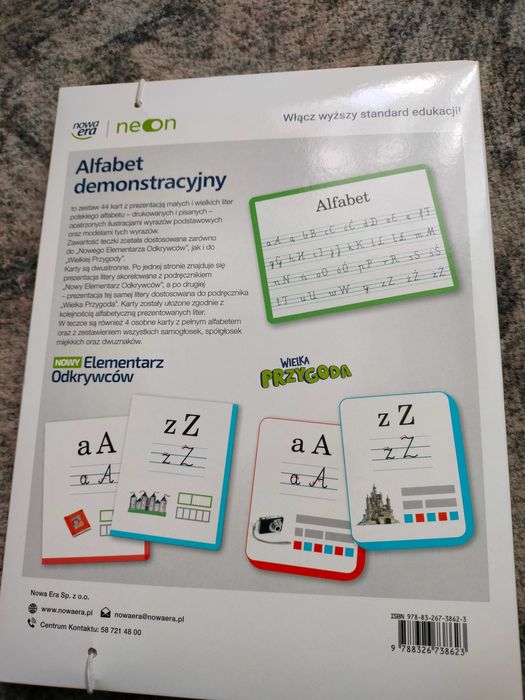 nowa era neon
Włącz wyższy standard edukacji!
Alfabet
demonstracyjny
to zestaw 44 kart z prezentacją małych i wielkich liter
polskiego alfabetu – drukowanych i pisanych –
opatrzonych ilustracjami wyrazów podstawowych
oraz modelami tych wyrazów.
Zawartość teczki została dostosowana zarówno
do „Nowego Elementarza Odkrywców”, jak i do
„Wielkiej Przygody”.
Karty są dwustronne. Po jednej stronie znajduje się
prezentacja litery skorelowana z podręcznikiem
„Nowy Elementarz Odkrywców”, a po drugiej
– prezentacja tej samej litery dostosowana do podręcznika
„Wielka Przygoda”. Karty zostały ułożone zgodnie z
kolejnością alfabetyczną prezentowanych liter.
W teczce są również 4 osobne karty z pełnym alfabetem
oraz z zestawieniem wszystkich samogłosek, spółgłosek
miękkich oraz dwuznaków.
Alfabet
a A ą b B c C ć Ć d D e E ę f F
g G h H i I j J k K l L ł Ł m M
n N ń o O ó Ó p P r R s S ś Ś
t T u U w W y z Z ź Ź ż Ż
NOWY Elementarz
Odkrywców
WIELKA
PRZYGODA
a A
a A
z Z
z Z
a A
a A
z Z
z Z
Nowa Era Sp. z o.o.
www.nowaera.pl nowaera@nowaera.pl
Centrum Kontaktu: 58 721 48 00
ISBN 978-83-267-3862-3
9 788326 738623